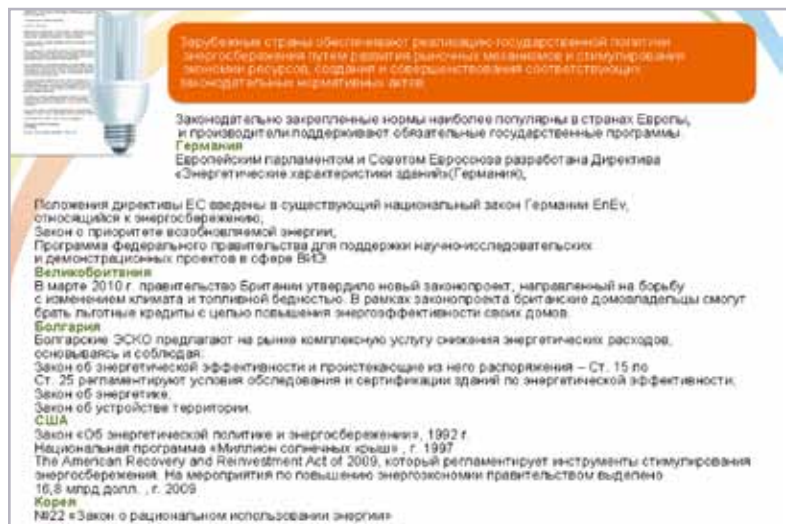 Зарубежные страны обеспечивают реализацию государственной политики
энергосбережения путем развития рыночных механизмов и стимулирования
экономии ресурсов, создания и совершенствования соответствующих
законодательных нормативных актов.
Законодательно закрепленные нормы наиболее популярны в странах Европы,
и производители поддерживают обязательные государственные программы.
Германия
Европейским парламентом и Советом Евросоюза разработана Директива
«Энергетические характеристики зданий»(Германия),
Положения директивы ЕС введены в существующий национальный закон Германии EnEv,
относящийся к энергосбережению;
Закон о приоритете возобновляемой энергии;
Программа федерального правительства для поддержки научно-исследовательских
и демонстрационных проектов в сфере ВИЭ
Великобритания
В марте 2010 г. правительство Британии утвердило новый законопроект, направленный на борьбу
с изменением климата и топливной бедностью. В рамках законопроекта британские домовладельцы смогут
брать льготные кредиты с целью повышения энергоэффективности своих домов.
Болгария
Болгарские ЭСКО предлагают на рынке комплексную услугу снижения энергетических расходов,
основываясь и соблюдая:
Закон об энергетической эффективности и проистекающие из него распоряжения – Ст. 15 по
Ст. 25 регламентируют условия обследования и сертификации зданий по энергетической эффективности;
Закон об энергетике;
Закон об устройстве территории.
США
Закон «Об энергетической политике и энергосбережении», 1992 г.
Национальная программа «Миллион солнечных крыш» , г. 1997
The American Recovery and Reinvestment Act of 2009, который регламентирует инструменты стимулирования
энергосбережения. На мероприятия по повышению энергоэкономии правительством выделено
16,8 млрд долл. , г. 2009
Корея
№22 «Закон о рациональном использовании энергии»